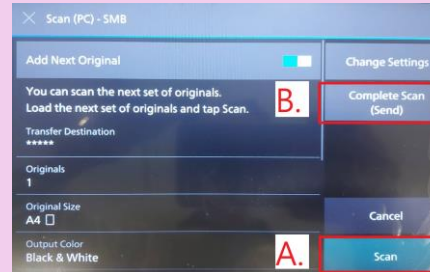 Scan (PC) - SMB
Add Next Original
Change Settings
You can scan the next set of originals.
Load the next set of originals and tap Scan.
B.
Complete Scan
(Send)
Transfer Destination
*****
Originals
1
Original Size
A4
Cancel
Output Color
Black & White
A.
Scan